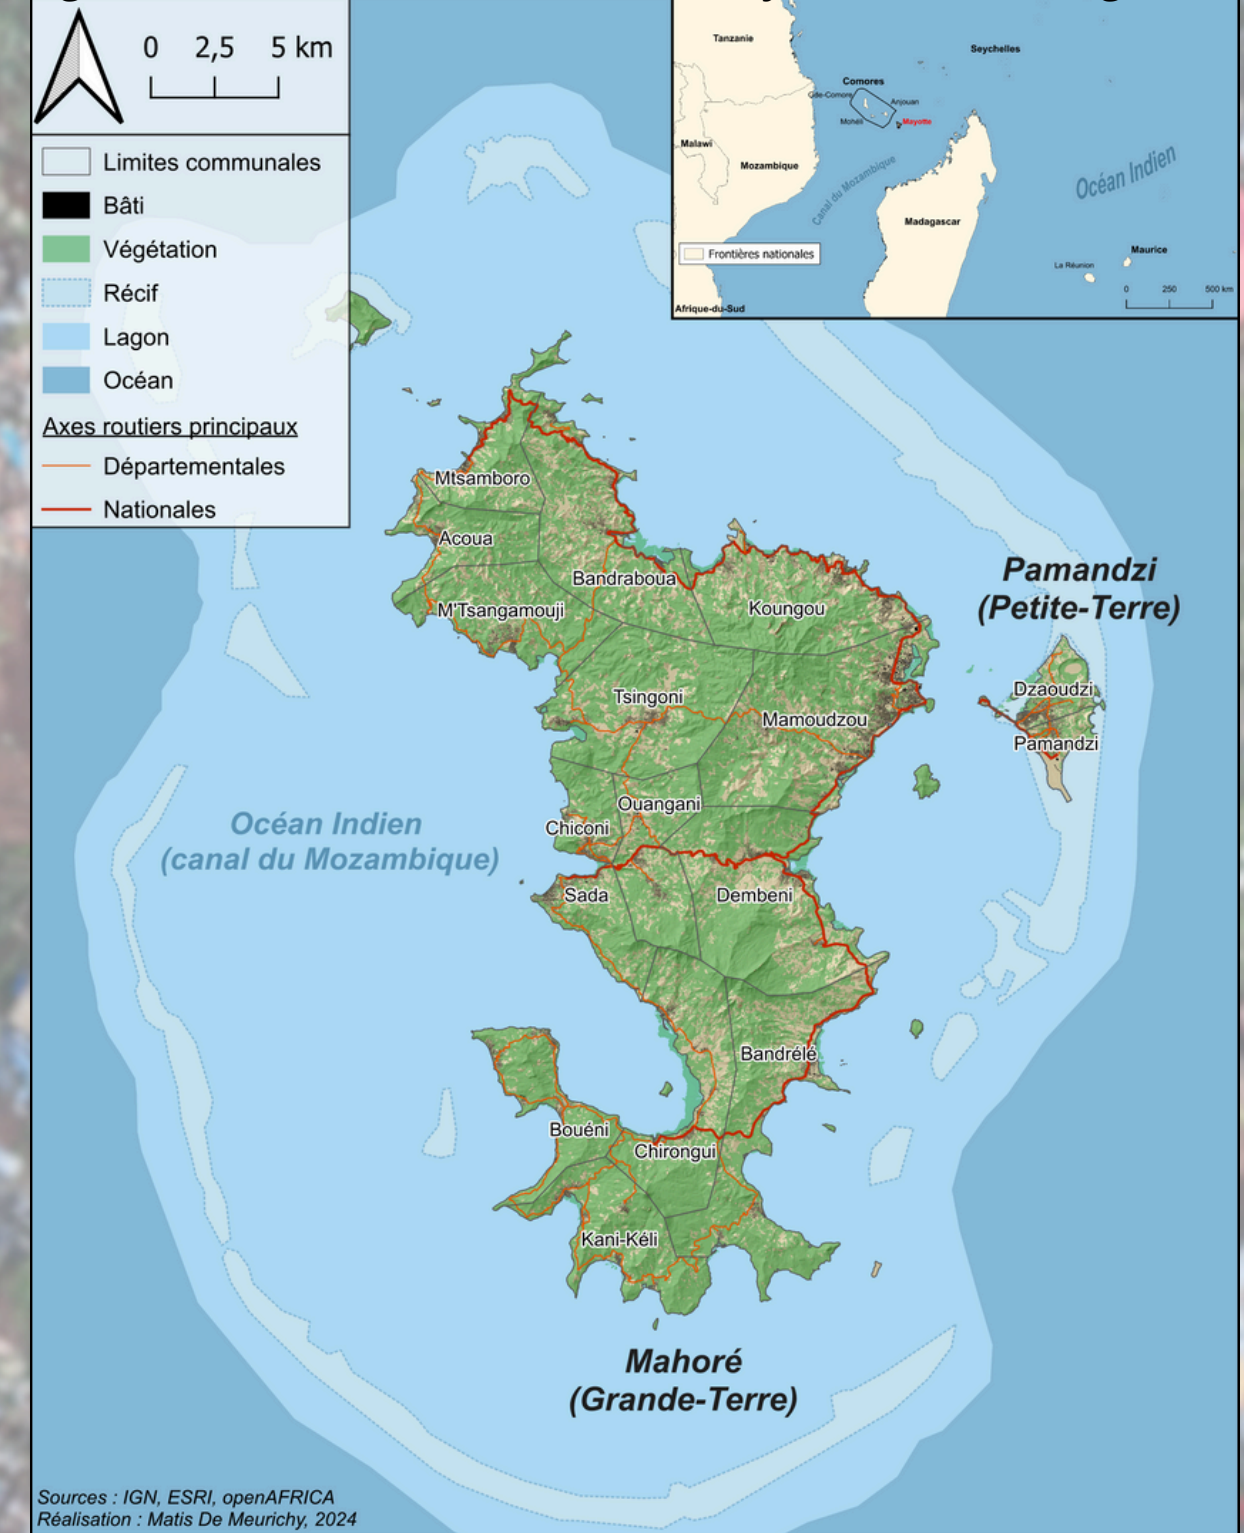 0 2,5 5 km
Limites communales
Bâti
Végétation
Récif
Lagon
Océan
Axes routiers principaux
Départementales
Nationales
Tanzanie
Seychelles
Comores
Gde-Comore
Anjouan
Mohéli
Mayotte
Malawi
Mozambique
Canal du Mozambique
Océan Indien
Madagascar
Frontières nationales
Maurice
La Réunion
0 250 500 km
Afrique-du-Sud
Mtsamboro
Acoua
Bandraboua
M'Tsangamouji
Koungou
Pamandzi
(Petite-Terre)
Tsingoni
Mamoudzou
Dzaoudzi
Pamandzi
Ouangani
Chiconi
Océan Indien
(canal du Mozambique)
Sada
Dembeni
Bandrélé
Bouéni
Chirongui
Kani-Kéli
Mahoré
(Grande-Terre)
Sources : IGN, ESRI, openAFRICA
Réalisation : Matis De Meurichy, 2024